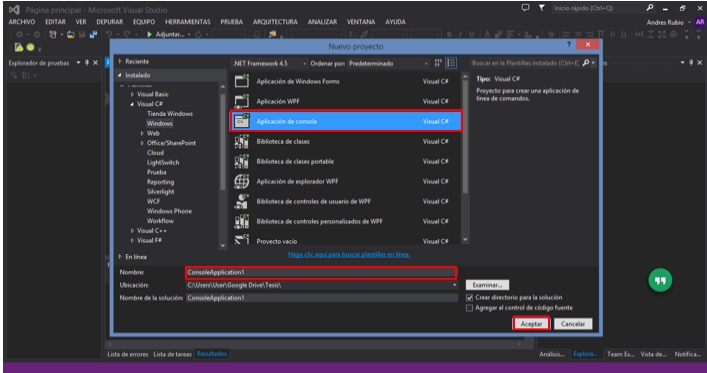 Página principal - Microsoft Visual Studio
Inicio rápido (Ctrl+Q)
ARCHIVO EDITAR VER DEPURAR EQUIPO HERRAMIENTAS PRUEBA ARQUITECTURA ANALIZAR VENTANA AYUDA
Andres Rubio AR
Adjuntar...
Nuevo proyecto
Explorador de pruebas
Reciente
.NET Framework 4.5 Ordenar por: Predeterminado
Buscar en la Plantillas instalado (Ctrl+E
Instalado
Visual Basic
Visual C#
Tienda Windows
Windows
Web
Office/SharePoint
Cloud
LightSwitch
Prueba
Reporting
Silverlight
WCF
Windows Phone
Workflow
Visual C++
Visual F#
En línea
Aplicación de Windows Forms Visual C#
Aplicación WPF Visual C#
Aplicación de consola Visual C#
Biblioteca de clases Visual C#
Biblioteca de clases portable Visual C#
Aplicación de explorador WPF Visual C#
Biblioteca de controles de usuario de WPF Visual C#
Biblioteca de controles personalizados de WPF Visual C#
Proyecto vacío Visual C#
Haga clic aquí para buscar plantillas en línea.
Tipo: Visual C#
Proyecto para crear una aplicación de
línea de comandos.
Nombre: ConsoleApplication1
Ubicación: C:\Users\User\Google Drive\Tesis\
Examinar...
Nombre de la solución: ConsoleApplication1
Crear directorio para la solución
Agregar al control de código fuente
Aceptar Cancelar
Lista de errores Lista de tareas Resultados
Análisis... Explora... Team Ex... Vista de... Notifica...